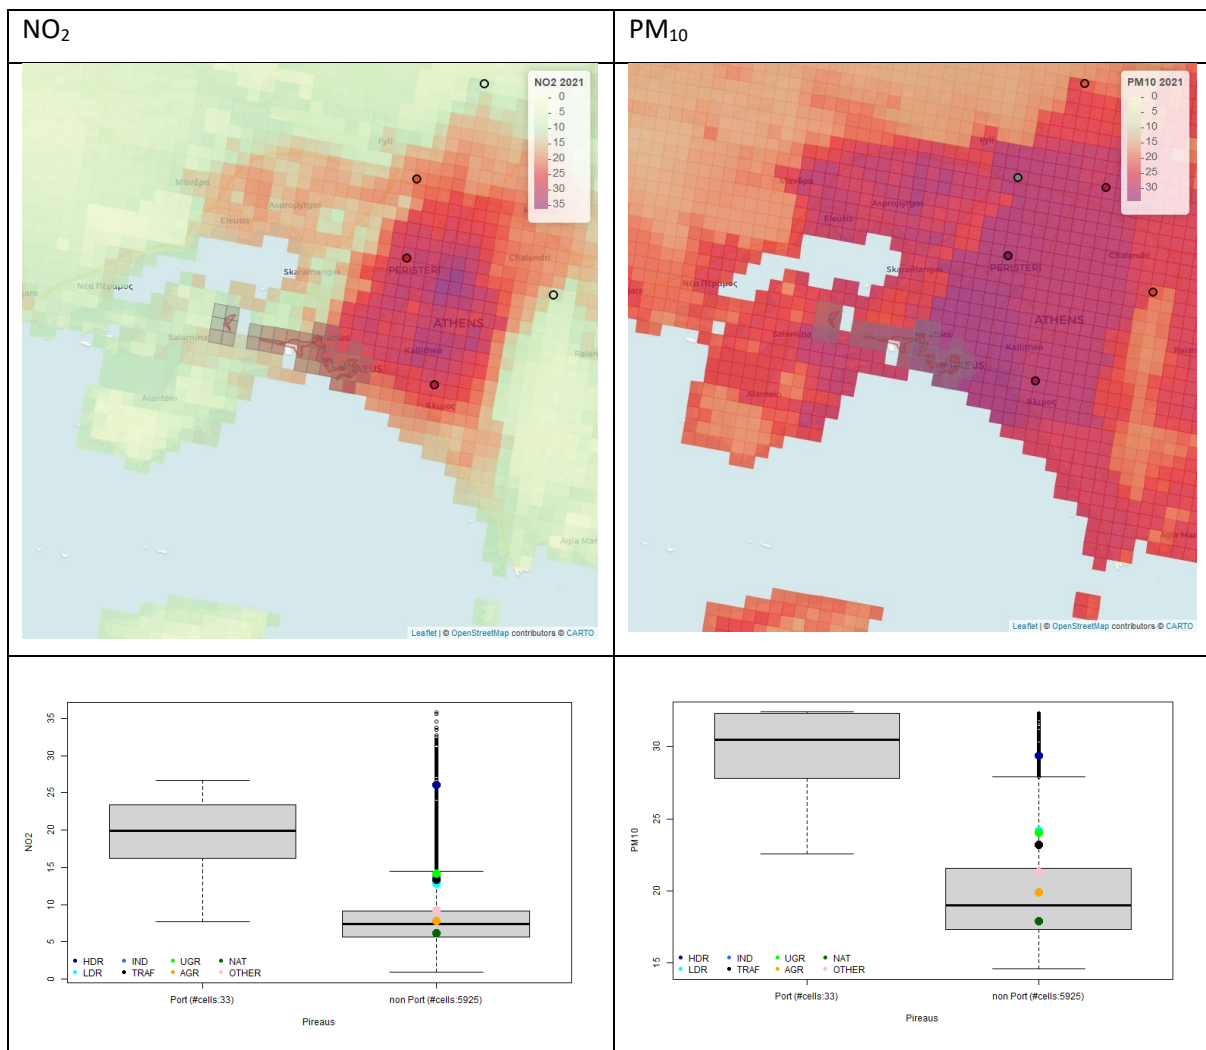 NO₂
PM₁₀
NO2 2021
0
5
10
15
20
25
30
35
Fyli
Μάνδρα
Aspropyrgos
Eleusis
Skaramangas
PERISTERI
Chalandri
Νέα Πέραμος
ATHENS
Salamina
Kallithea
PIRAEUS
Άλιμος
Aianteio
Agia Mar
Leaflet | © OpenStreetMap contributors © CARTO
PM10 2021
0
5
10
15
20
25
30
Fyli
Μάνδρα
Aspropyrgos
Eleusis
Chalandri
Skaramangas
PERISTERI
Νέα Πέραμος
ATHENS
Salamina
Kallithea
Paian
Άλιμος
Aianteio
Agia Mar
Leaflet | © OpenStreetMap contributors © CARTO
NO2
35
30
25
20
15
10
5
0
HDR IND UGR NAT
LDR TRAF AGR OTHER
Port (#cells:33) non Port (#cells:5925)
Pireaus
PM10
30
25
20
15
HDR IND UGR NAT
LDR TRAF AGR OTHER
Port (#cells:33) non Port (#cells:5925)
Pireaus